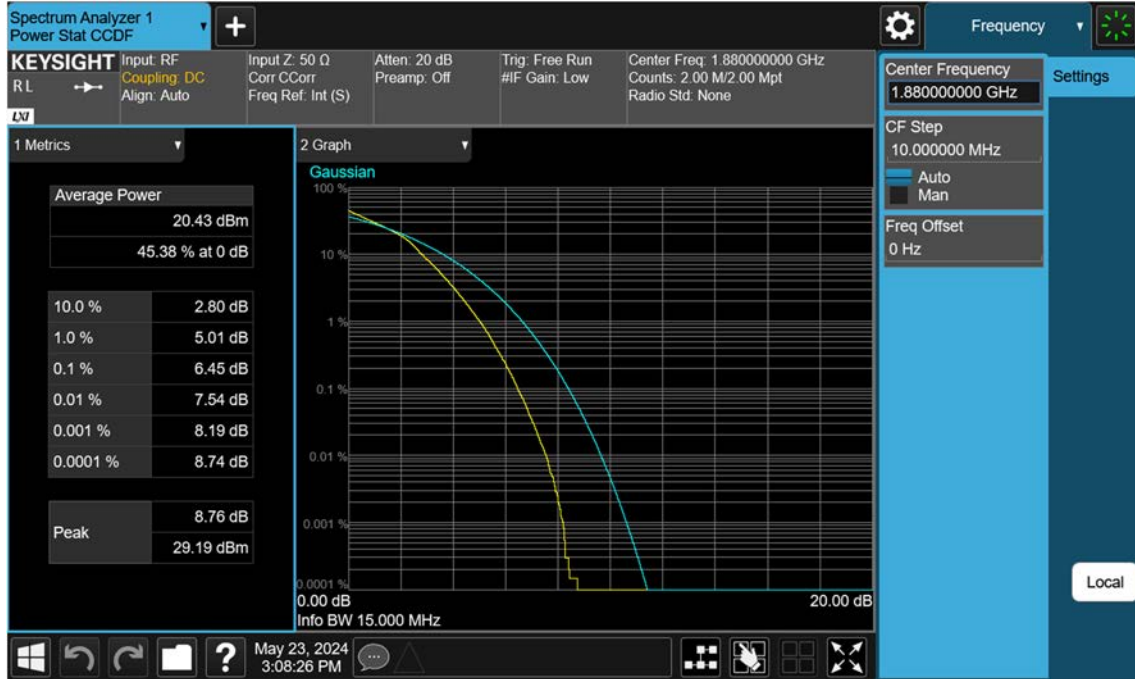 Spectrum Analyzer 1
Power Stat CCDF
+
Frequency
KEYSIGHT
RL
LXI
Input: RF
Coupling: DC
Align: Auto
Input Z: 50 Ω
Corr CCorr
Freq Ref: Int (S)
Atten: 20 dB
Preamp: Off
Trig: Free Run
#IF Gain: Low
Center Freq: 1.880000000 GHz
Counts: 2.00 M/2.00 Mpt
Radio Std: None
Center Frequency
1.880000000 GHz
Settings
CF Step
10.000000 MHz
Auto
Man
Freq Offset
0 Hz
Local
1 Metrics
Average Power
20.43 dBm
45.38 % at 0 dB
10.0 % 2.80 dB
1.0 % 5.01 dB
0.1 % 6.45 dB
0.01 % 7.54 dB
0.001 % 8.19 dB
0.0001 % 8.74 dB
Peak
8.76 dB
29.19 dBm
2 Graph
Gaussian
100 %
10 %
1 %
0.1 %
0.01 %
0.001 %
0.0001 %
0.00 dB 20.00 dB
Info BW 15.000 MHz
?
May 23, 2024
3:08:26 PM